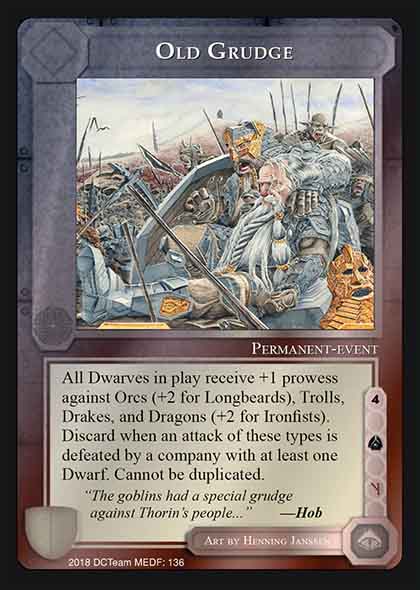 OLD GRUDGE
PERMANENT-EVENT
All Dwarves in play receive +1 prowess
against Orcs (+2 for Longbeards), Trolls,
Drakes, and Dragons (+2 for Ironfists).
Discard when an attack of these types is
defeated by a company with at least one
Dwarf. Cannot be duplicated.
“The goblins had a special grudge
against Thorin's people...” —Hob
4
ART BY HENNING JANSSEN
2018 DCTeam MEDF: 136